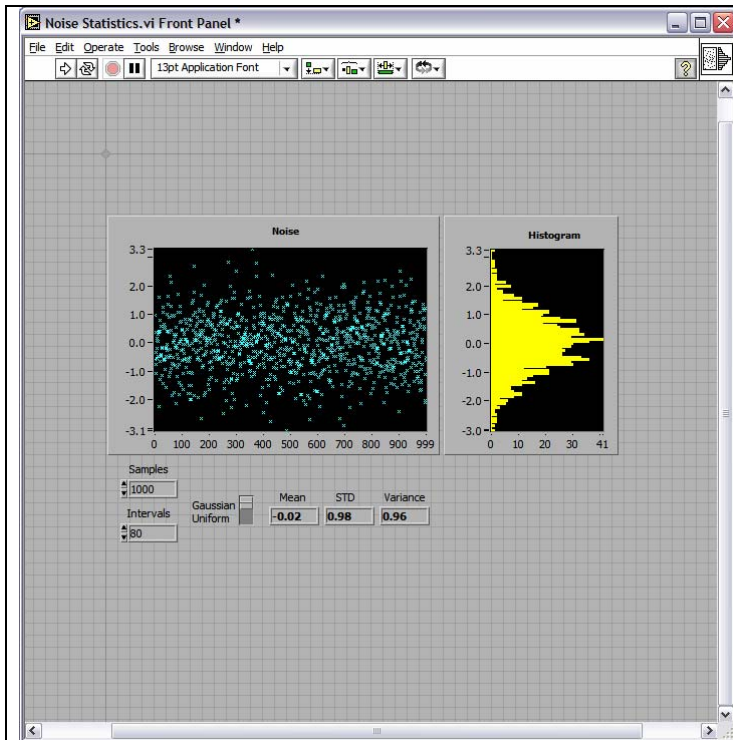 Noise Statistics.vi Front Panel *
File Edit Operate Tools Browse Window Help
13pt Application Font
?
Noise
3.3
2.0
1.0
0.0
-1.0
-2.0
-3.1
0 100 200 300 400 500 600 700 800 900 999
Histogram
3.3
2.0
1.0
0.0
-1.0
-2.0
-3.0
0 10 20 30 41
Samples
1000
Intervals
80
Gaussian
Uniform
Mean STD Variance
-0.02 0.98 0.96